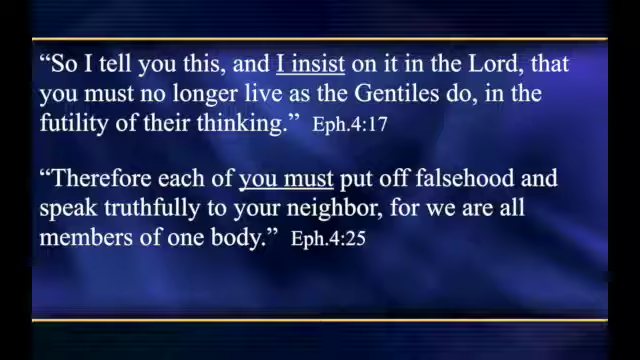 “So I tell you this, and I insist on it in the Lord, that
you must no longer live as the Gentiles do, in the
futility of their thinking.” Eph.4:17
“Therefore each of you must put off falsehood and
speak truthfully to your neighbor, for we are all
members of one body.” Eph.4:25